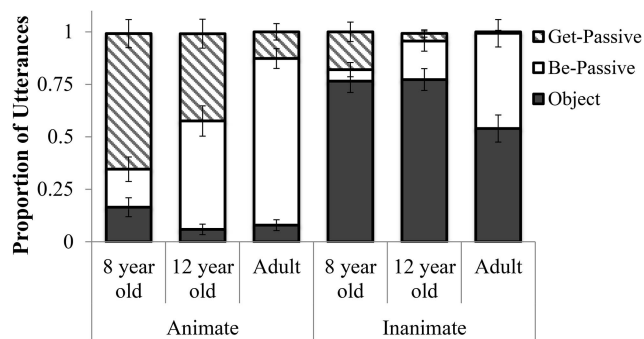 Proportion of Utterances
1
0.75
0.5
0.25
0
Get-Passive
Be-Passive
Object
8 year old
12 year old
Adult
8 year old
12 year old
Adult
Animate
Inanimate